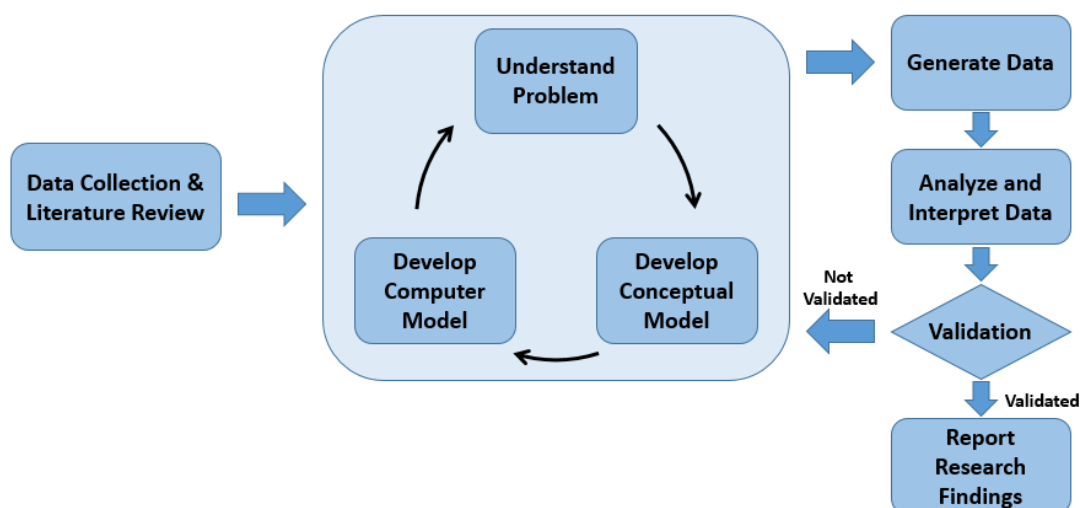 Data Collection &
Literature Review
Understand
Problem
Develop
Computer
Model
Develop
Conceptual
Model
Generate Data
Analyze and
Interpret Data
Not
Validated
Validation
Validated
Report
Research
Findings